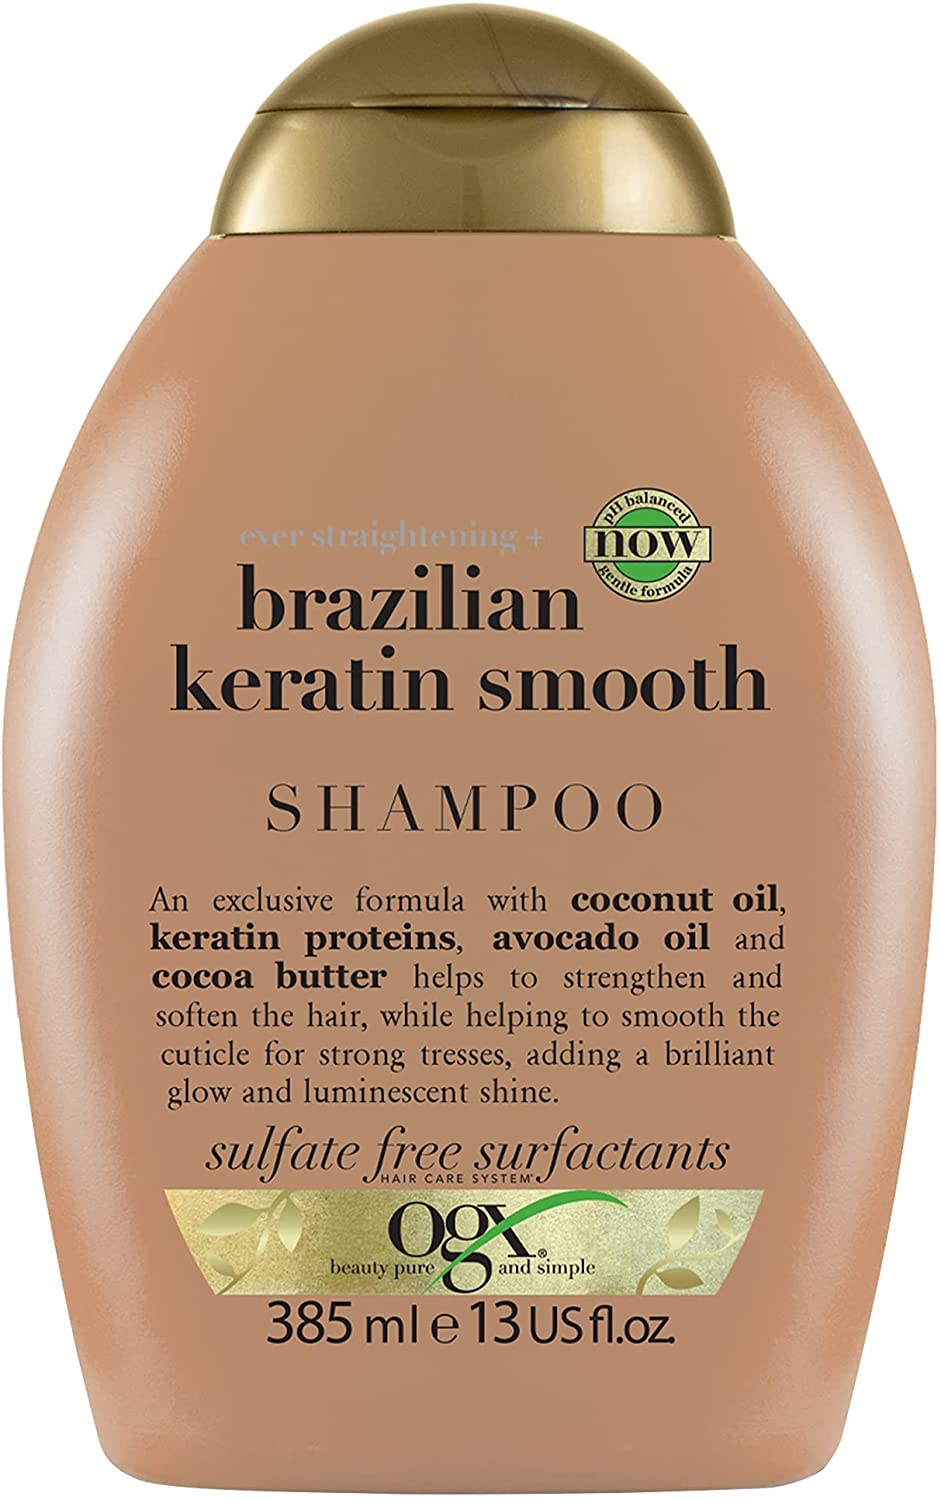 ever straightening +
pH balanced
now
gentle formula
brazilian
keratin smooth
SHAMPOO
An exclusive formula with coconut oil,
keratin proteins, avocado oil and
cocoa butter helps to strengthen and
soften the hair, while helping to smooth the
cuticle for strong tresses, adding a brilliant
glow and luminescent shine.
sulfate free surfactants
HAIR CARE SYSTEM
ogx®
beauty pure and simple
385 ml e 13 US fl.oz.